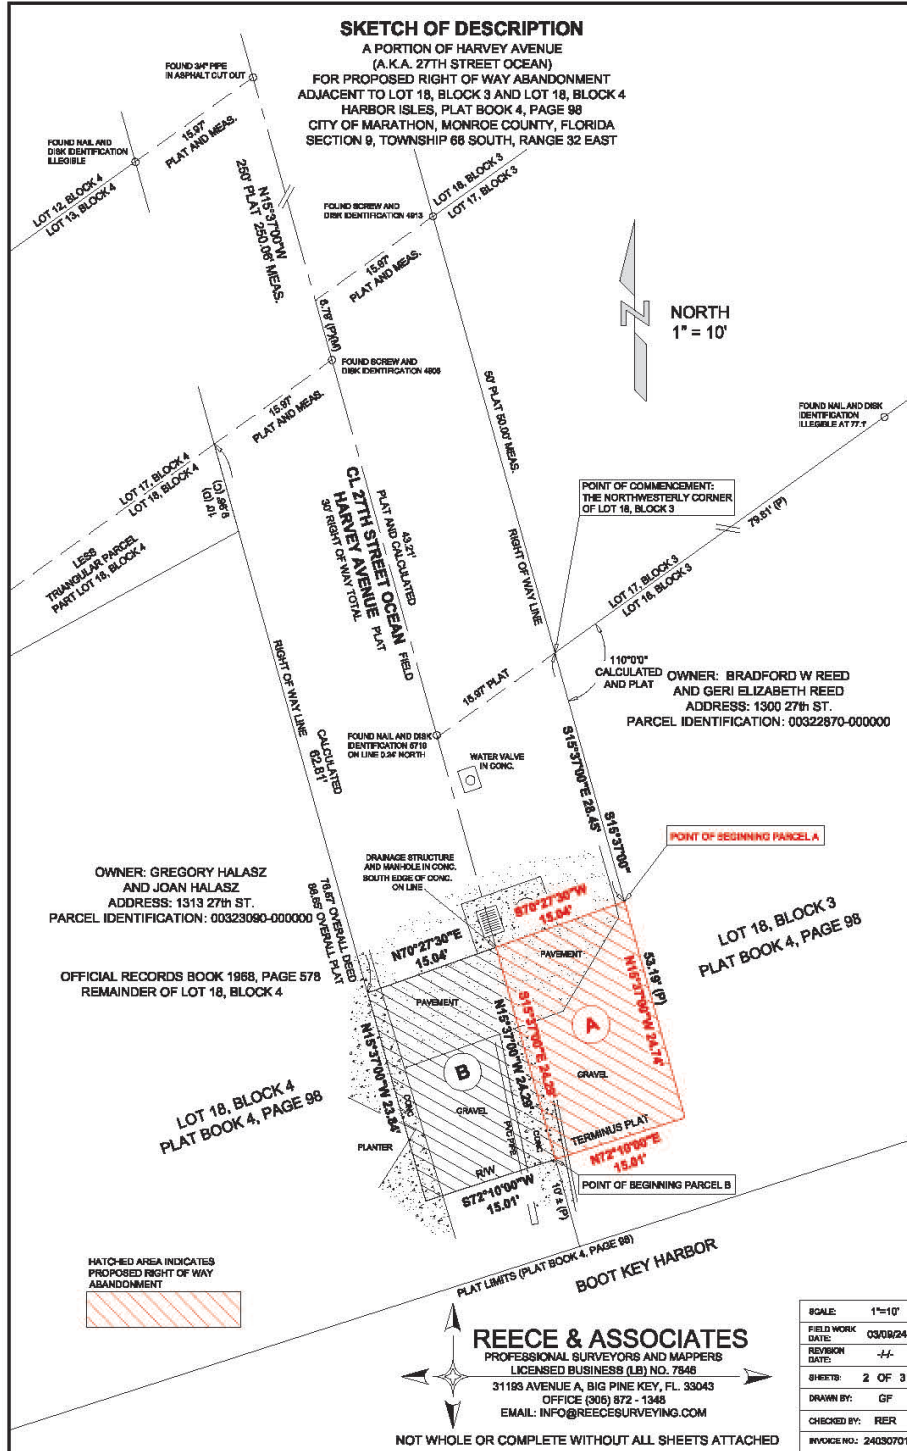 SKETCH OF DESCRIPTION
A PORTION OF HARVEY AVENUE
(A.K.A. 27TH STREET OCEAN)
FOR PROPOSED RIGHT OF WAY ABANDONMENT
ADJACENT TO LOT 18, BLOCK 3 AND LOT 18, BLOCK 4
HARBOR ISLES, PLAT BOOK 4, PAGE 98
CITY OF MARATHON, MONROE COUNTY, FLORIDA
SECTION 9, TOWNSHIP 66 SOUTH, RANGE 32 EAST
FOUND 3/4" PIPE
IN ASPHALT CUT OUT
FOUND NAIL AND
DISK IDENTIFICATION
ILLEGIBLE
15.97'
PLAT AND MEAS.
LOT 12, BLOCK 4
LOT 13, BLOCK 4
N15°37'00"W
250' PLAT 250.06' MEAS.
FOUND SCREW AND
DISK IDENTIFICATION 4913
LOT 16, BLOCK 3
LOT 17, BLOCK 3
15.97'
PLAT AND MEAS.
6.79' (P)(M)
NORTH
1" = 10'
FOUND SCREW AND
DISK IDENTIFICATION 4806
15.97'
PLAT AND MEAS.
50' PLAT 50.00' MEAS.
FOUND NAIL AND DISK
IDENTIFICATION
ILLEGIBLE AT 77.1'
LOT 17, BLOCK 4
LOT 18, BLOCK 4
10' (D)
9.96' (C)
POINT OF COMMENCEMENT:
THE NORTHWESTERLY CORNER
OF LOT 18, BLOCK 3
79.81' (P)
LESS
TRIANGULAR PARCEL
PART LOT 18, BLOCK 4
43.21'
PLAT AND CALCULATED
CL 27TH STREET OCEAN FIELD
HARVEY AVENUE PLAT
30' RIGHT OF WAY TOTAL
RIGHT OF WAY LINE
LOT 17, BLOCK 3
LOT 18, BLOCK 3
RIGHT OF WAY LINE
15.97' PLAT
110°0'0"
CALCULATED
AND PLAT
OWNER: BRADFORD W REED
AND GERI ELIZABETH REED
ADDRESS: 1300 27th ST.
PARCEL IDENTIFICATION: 00322870-000000
FOUND NAIL AND DISK
IDENTIFICATION 5719
ON LINE 0.24' NORTH
CALCULATED
62.81'
WATER VALVE
IN CONC.
S15°37'00"E 28.45'
S15°37'00"
POINT OF BEGINNING PARCEL A
DRAINAGE STRUCTURE
AND MANHOLE IN CONC.
SOUTH EDGE OF CONC.
ON LINE
OWNER: GREGORY HALASZ
AND JOAN HALASZ
ADDRESS: 1313 27th ST.
PARCEL IDENTIFICATION: 00323090-000000
76.87' OVERALL DEED
86.65' OVERALL PLAT
S70°27'30"W
15.04'
N70°27'30"E
15.04'
LOT 18, BLOCK 3
PLAT BOOK 4, PAGE 98
OFFICIAL RECORDS BOOK 1968, PAGE 578
REMAINDER OF LOT 18, BLOCK 4
PAVEMENT
PAVEMENT
53.19' (P)
N15°37'00"W 24.74'
A
S15°37'00"E 24.29'
N15°37'00"W 24.29'
N15°37'00"W 23.84'
B
GRAVEL
GRAVEL
LOT 18, BLOCK 4
PLAT BOOK 4, PAGE 98
CONC
PLANTER
PVC PIPE
CONC
TERMINUS PLAT
N72°10'00"E
15.01'
R/W
S72°10'00"W
15.01'
10' ± (P)
POINT OF BEGINNING PARCEL B
PLAT LIMITS (PLAT BOOK 4, PAGE 98)
BOOT KEY HARBOR
HATCHED AREA INDICATES
PROPOSED RIGHT OF WAY
ABANDONMENT
REECE & ASSOCIATES
PROFESSIONAL SURVEYORS AND MAPPERS
LICENSED BUSINESS (LB) NO. 7846
31193 AVENUE A, BIG PINE KEY, FL. 33043
OFFICE (305) 872 - 1348
EMAIL: INFO@REECESURVEYING.COM
NOT WHOLE OR COMPLETE WITHOUT ALL SHEETS ATTACHED
SCALE: 1"=10'
FIELD WORK DATE: 03/09/24
REVISION DATE: -/-/-
SHEETS: 2 OF 3
DRAWN BY: GF
CHECKED BY: RER
INVOICE NO.: 24030701